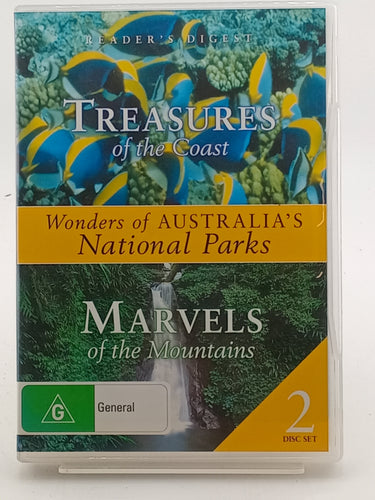 READER'S DIGEST
TREASURES
of the Coast
Wonders of AUSTRALIA'S
National Parks
MARVELS
of the Mountains
G
General
2
DISC SET